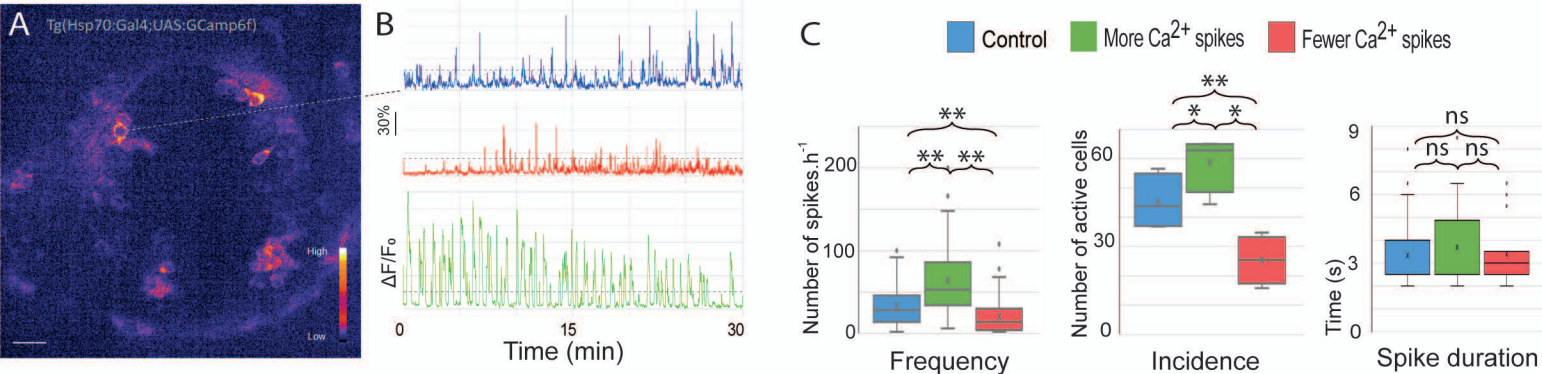 A
Tg(Hsp70:Gal4;UAS:GCamp6f)
High
Low
B
30%
ΔF/F₀
0 15 30
Time (min)
C
Control More Ca²⁺ spikes Fewer Ca²⁺ spikes
** ** **
Number of spikes.h⁻¹
200
100
0
Frequency
** * *
Number of active cells
60
30
0
Incidence
ns ns ns
Time (s)
9
6
3
0
Spike duration